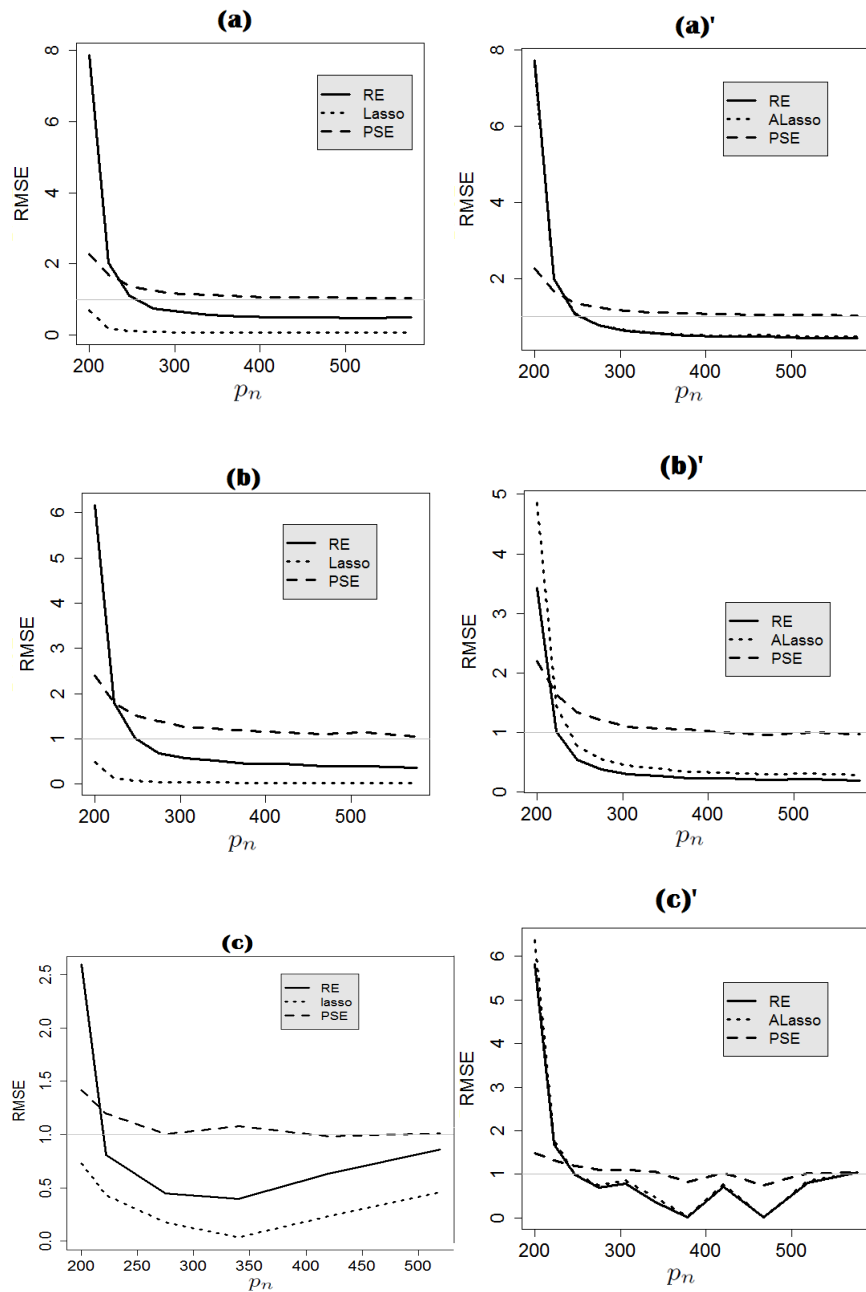 (a)
8
6
4
2
0
RMSE
RE
Lasso
PSE
200 300 400 500
p_n
(a)'
8
6
4
2
RMSE
RE
ALasso
PSE
200 300 400 500
p_n
(b)
6
5
4
3
2
1
0
RMSE
RE
Lasso
PSE
200 300 400 500
p_n
(b)'
5
4
3
2
1
0
RMSE
RE
ALasso
PSE
200 300 400 500
p_n
(c)
2.5
2.0
1.5
1.0
0.5
0.0
RMSE
RE
lasso
PSE
200 250 300 350 400 450 500
p_n
(c)'
6
5
4
3
2
1
0
RMSE
RE
ALasso
PSE
200 300 400 500
p_n